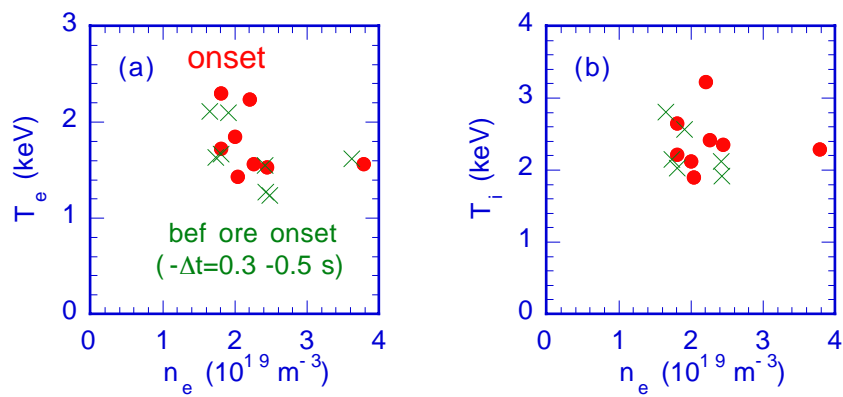 3
2
1
0
T_e (keV)
(a)
onset
bef ore onset
(-Δt=0.3 -0.5 s)
0 1 2 3 4
n_e (10^19 m^-3)
4
3
2
1
0
T_i (keV)
(b)
0 1 2 3 4
n_e (10^19 m^-3)